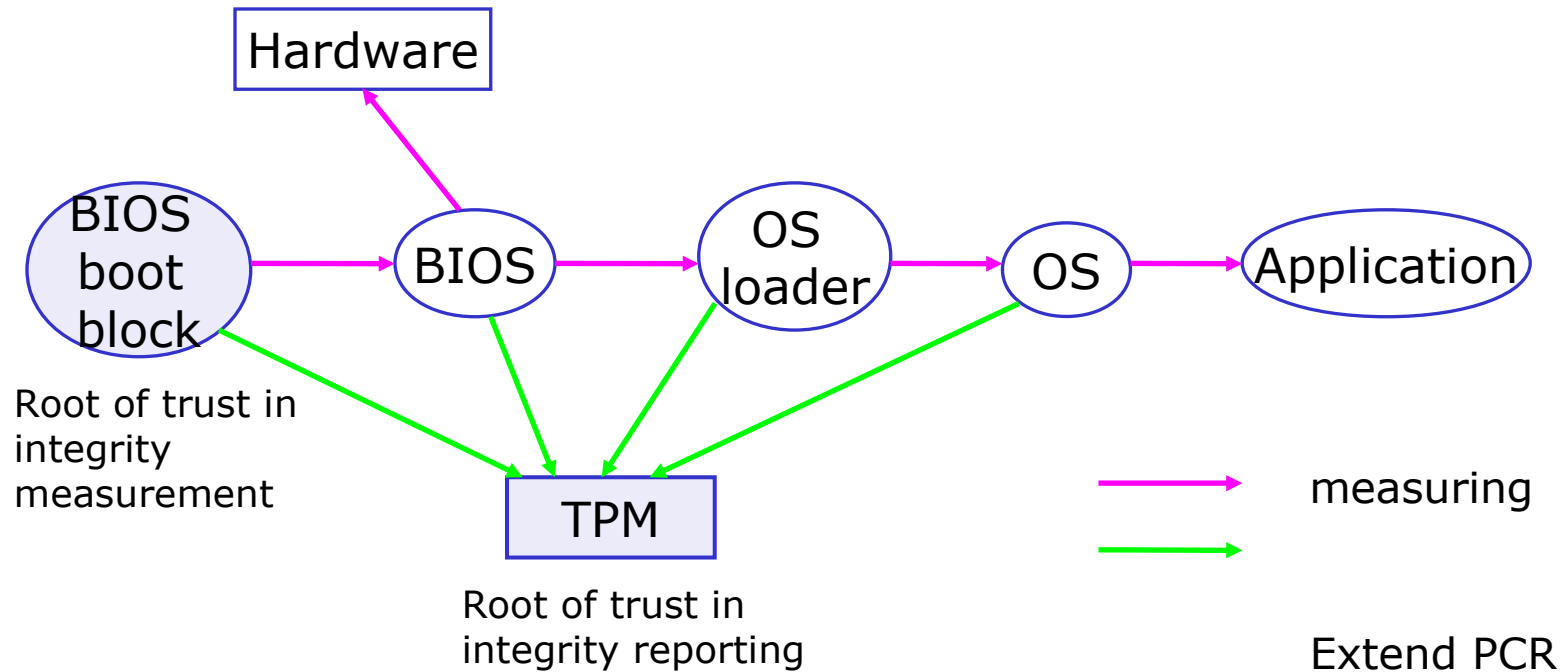 Hardware
BIOS
boot
block
BIOS
OS
loader
OS
Application
Root of trust in
integrity
measurement
TPM
Root of trust in
integrity reporting
measuring
Extend PCR